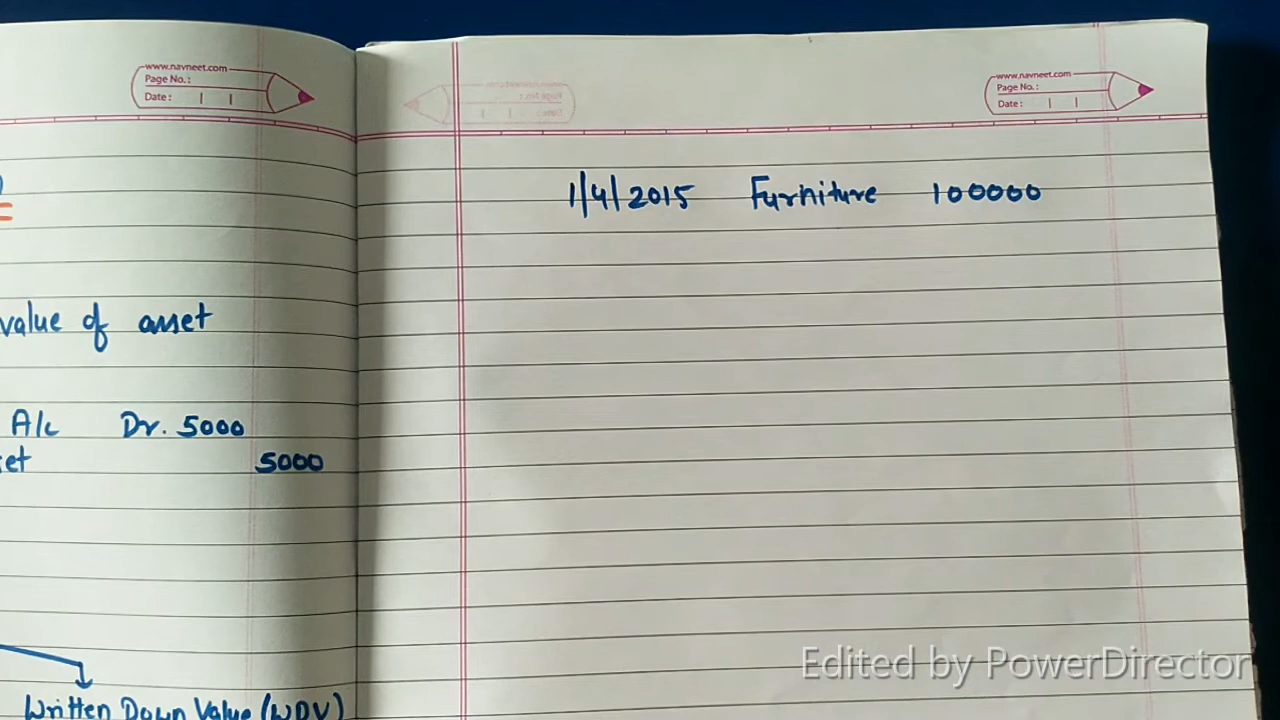 www.navneet.com
Page No.:
Date:
value of asset
A/c Dr. 5000
5000
Written Down Value (WDV)
www.navneet.com
Page No.:
Date:
1/4/2015 Furniture 100000
Edited by PowerDirector